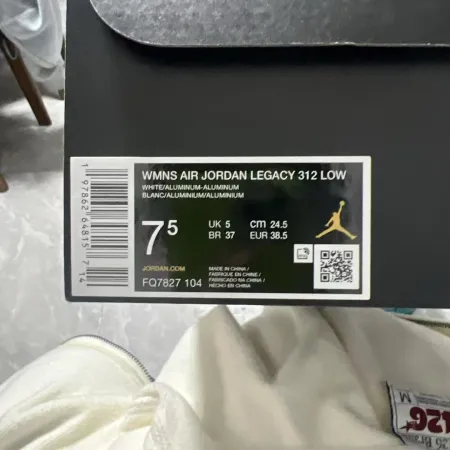 WMNS AIR JORDAN LEGACY 312 LOW
WHITE/ALUMINUM-ALUMINUM
BLANC/ALUMINIUM/ALUMINIUM
7 5
UK 5 cm 24.5
BR 37 EUR 38.5
JORDAN.COM
FQ7827 104
MADE IN CHINA /
FABRIQUÉ EN CHINE /
FABRICADO NA CHINA /
HECHO EN CHINA
1 97862 64815 7 14
M